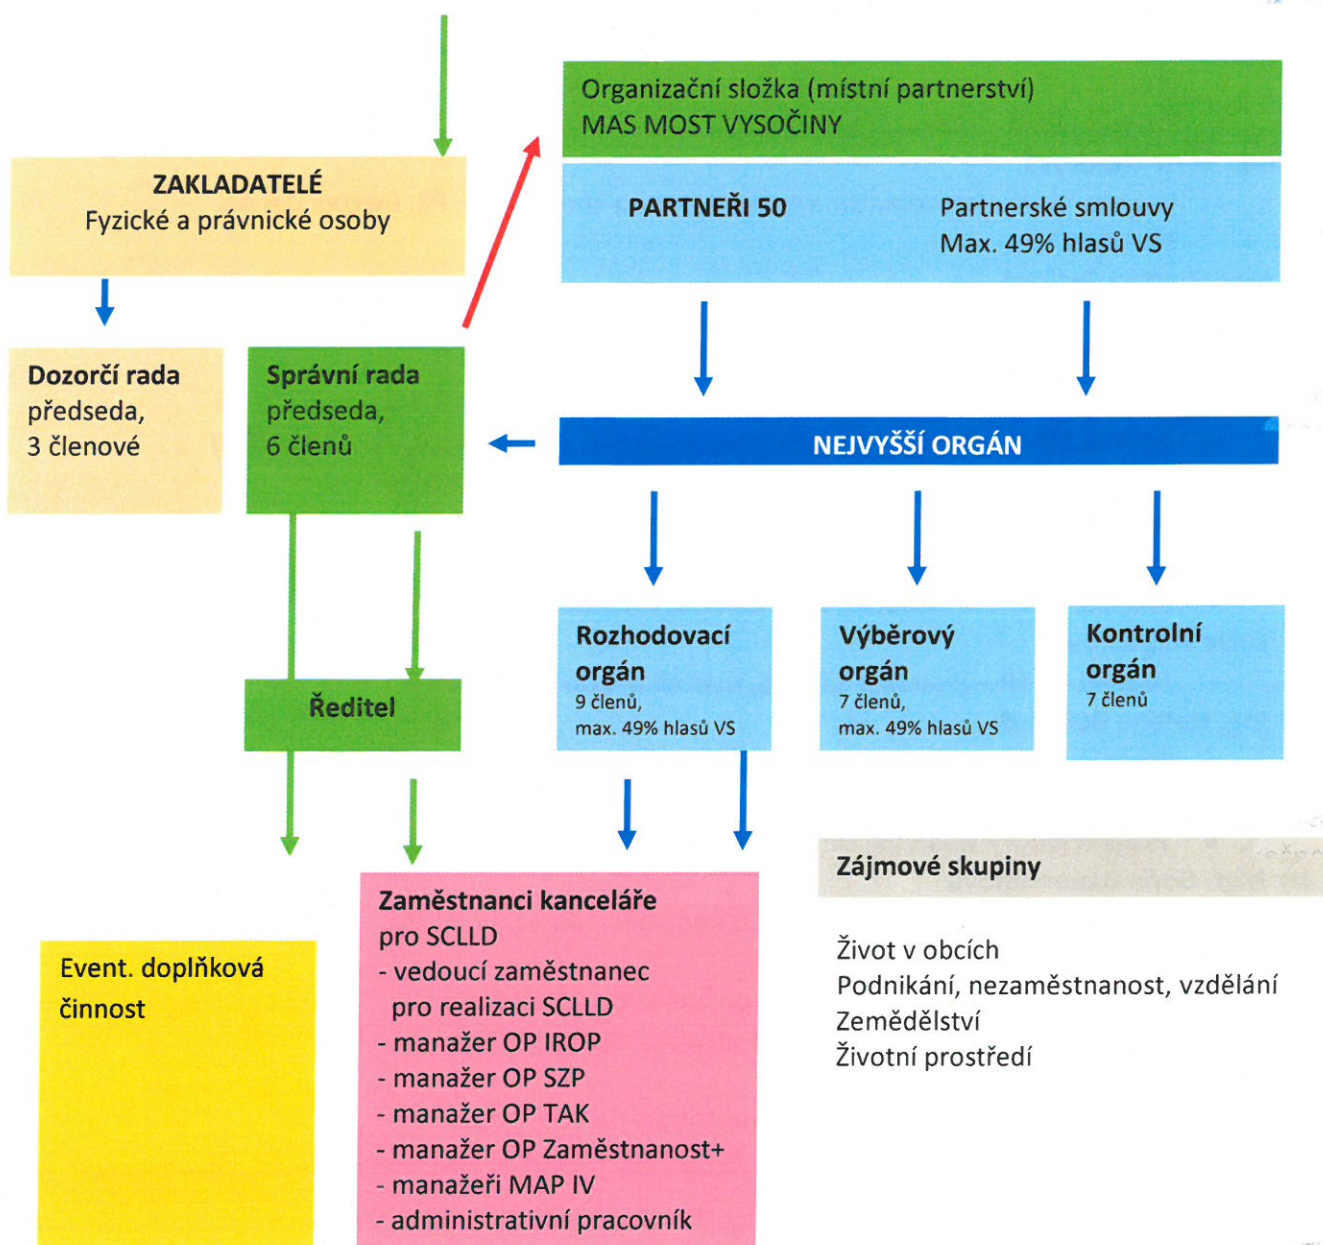 Organizační složka (místní partnerství)
MAS MOST VYSOČINY
ZAKLADATELÉ
Fyzické a právnické osoby
PARTNEŘI 50
Partnerské smlouvy
Max. 49% hlasů VS
Dozorčí rada
předseda,
3 členové
Správní rada
předseda,
6 členů
NEJVYŠŠÍ ORGÁN
Rozhodovací
orgán
9 členů,
max. 49% hlasů VS
Výběrový
orgán
7 členů,
max. 49% hlasů VS
Kontrolní
orgán
7 členů
Ředitel
Zájmové skupiny
Život v obcích
Podnikání, nezaměstnanost, vzdělání
Zemědělství
Životní prostředí
Event. doplňková
činnost
Zaměstnanci kanceláře
pro SCLLD
- vedoucí zaměstnanec
pro realizaci SCLLD
- manažer OP IROP
- manažer OP SZP
- manažer OP TAK
- manažer OP Zaměstnanost+
- manažeři MAP IV
- administrativní pracovník